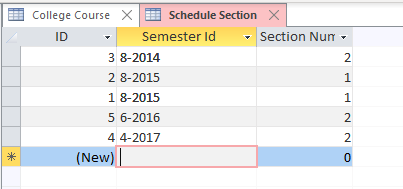 College Course Schedule Section
ID Semester Id Section Num
3 8-2014 2
2 8-2015 1
1 8-2015 1
5 6-2016 2
4 4-2017 2
(New) 0